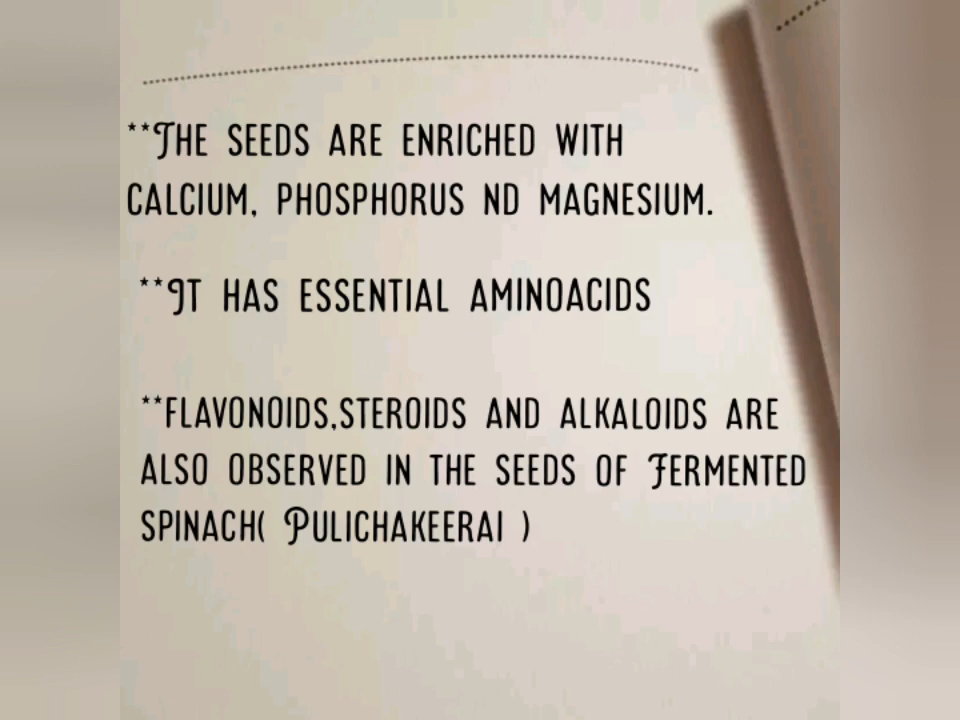 **The seeds are enriched with
calcium, phosphorus nd magnesium.
**It has essential aminoacids
**flavonoids,steroids and alkaloids are
also observed in the seeds of Fermented
spinach( Pulichakeerai )